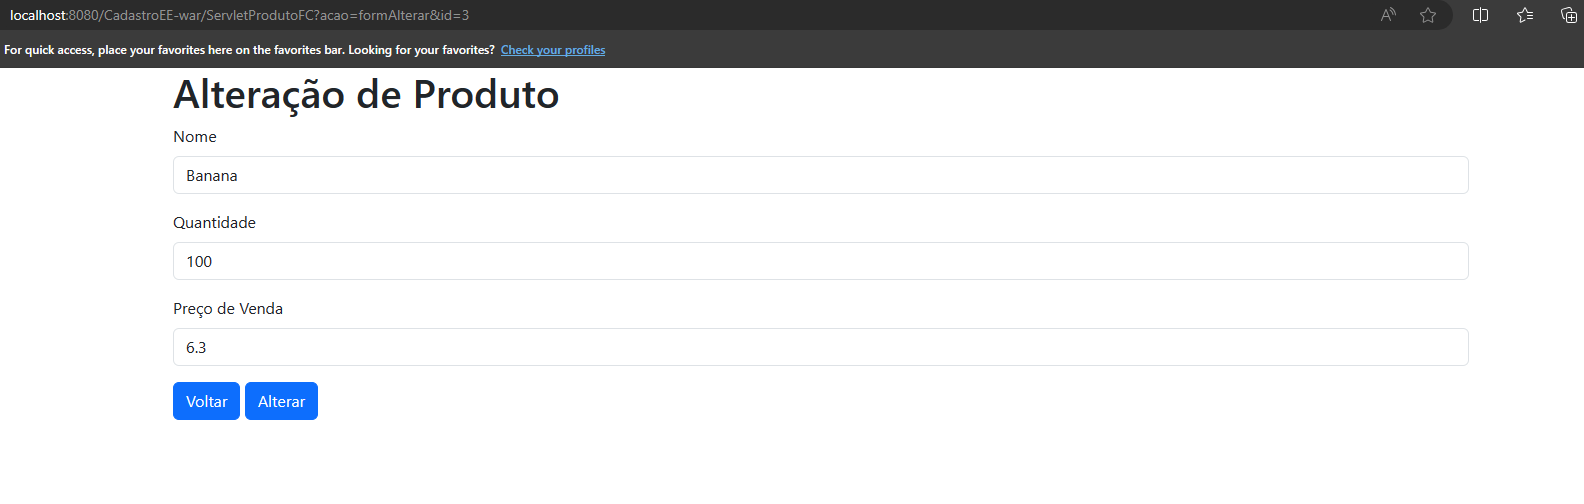 localhost:8080/CadastroEE-war/ServletProdutoFC?acao=formAlterar&id=3
For quick access, place your favorites here on the favorites bar. Looking for your favorites? Check your profiles
Alteração de Produto
Nome
Banana
Quantidade
100
Preço de Venda
6.3
Voltar Alterar